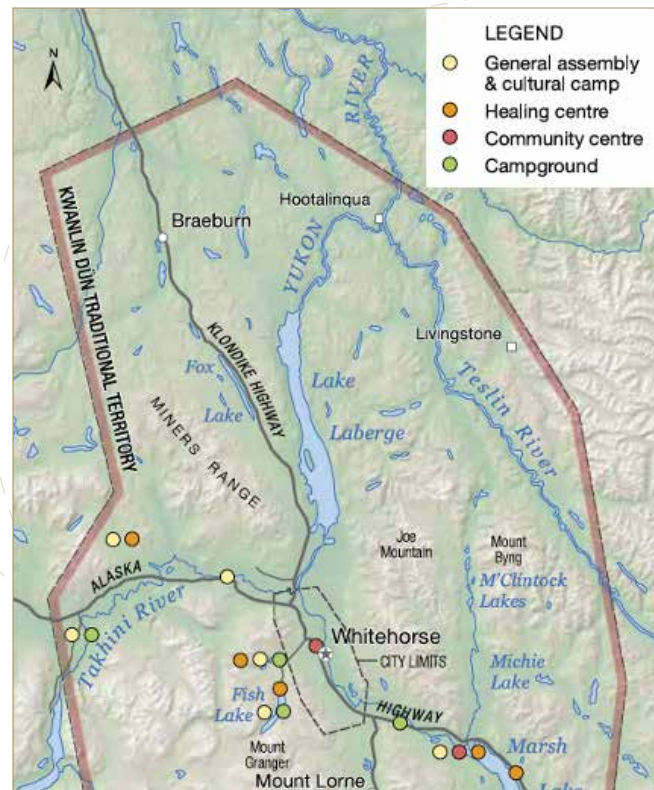 LEGEND
General assembly
& cultural camp
Healing centre
Community centre
Campground
N
RIVER
Hootalinqua
Braeburn
YUKON
KWANLIN DÜN TRADITIONAL TERRITORY
KLONDIKE HIGHWAY
Livingstone
Fox
Lake
Lake
Laberge
Teslin River
MINERS RANGE
Joe
Mountain
Mount
Byng
ALASKA
M'Clintock
Lakes
Takhini River
Whitehorse
CITY LIMITS
Michie
Lake
Fish
Lake
HIGHWAY
Mount
Granger
Marsh
Mount Lorne
Lake